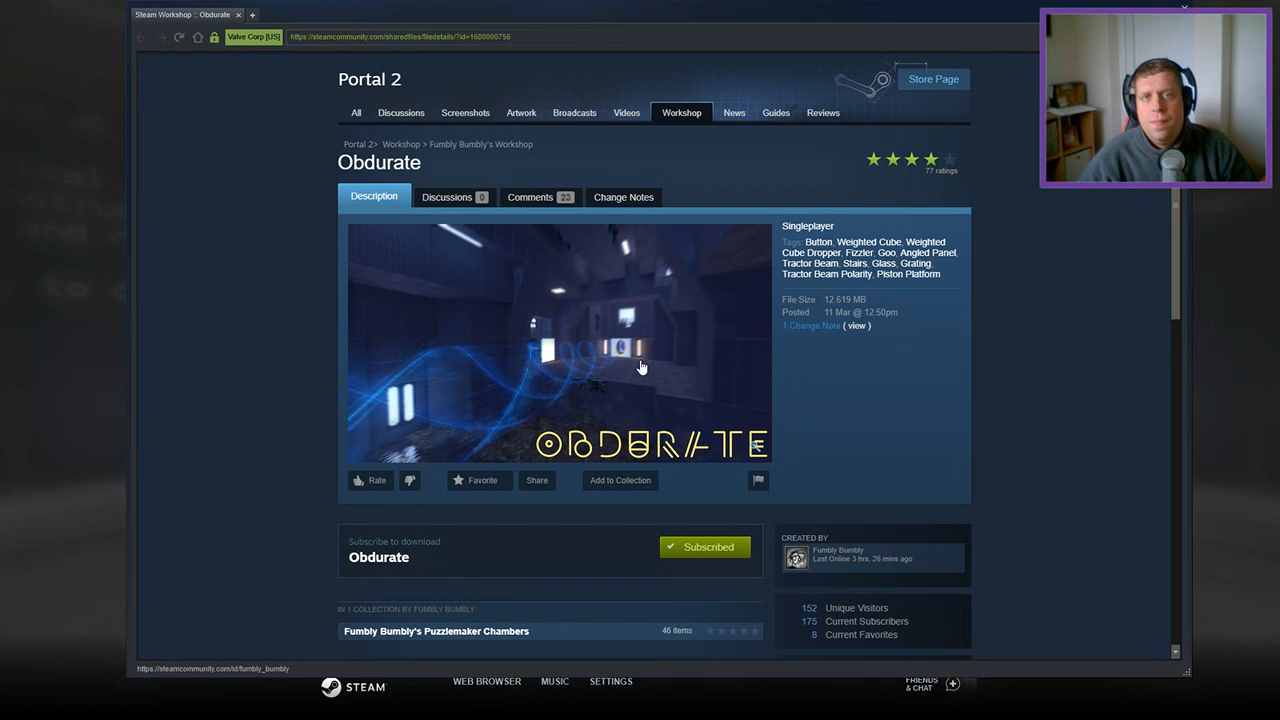 Steam Workshop :: Obdurate
Valve Corp [US]
https://steamcommunity.com/sharedfiles/filedetails/?id=1680000756
Portal 2
Store Page
All Discussions Screenshots Artwork Broadcasts Videos Workshop News Guides Reviews
Portal 2 > Workshop > Fumbly Bumbly's Workshop
Obdurate
77 ratings
Description Discussions 0 Comments 23 Change Notes
Singleplayer
Tags: Button, Weighted Cube, Weighted
Cube Dropper, Fizzler, Goo, Angled Panel,
Tractor Beam, Stairs, Glass, Grating,
Tractor Beam Polarity, Piston Platform
File Size 12.619 MB
Posted 11 Mar @ 12:50pm
1 Change Note ( view )
OBDURATE
Rate Favorite Share Add to Collection
Subscribe to download
Obdurate
Subscribed
CREATED BY
Fumbly Bumbly
Last Online 3 hrs, 26 mins ago
IN 1 COLLECTION BY FUMBLY BUMBLY
Fumbly Bumbly's Puzzlemaker Chambers 46 items
152 Unique Visitors
175 Current Subscribers
8 Current Favorites
https://steamcommunity.com/id/fumbly_bumbly
STEAM
WEB BROWSER MUSIC SETTINGS
FRIENDS
& CHAT